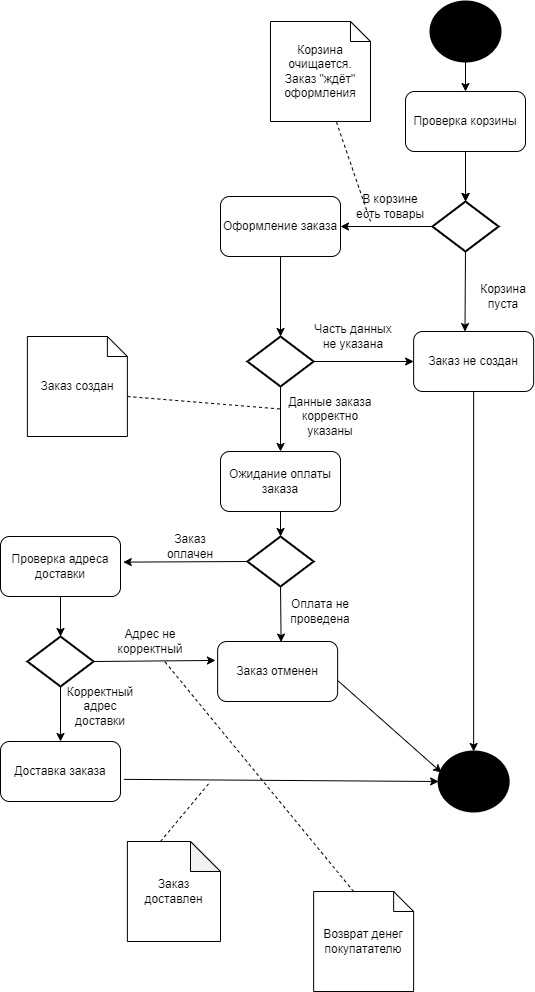 Корзина
очищается.
Заказ "ждёт"
оформления
Проверка корзины
В корзине
есть товары
Оформление заказа
Корзина
пуста
Часть данных
не указана
Заказ не создан
Заказ создан
Данные заказа
корректно
указаны
Ожидание оплаты
заказа
Заказ
оплачен
Проверка адреса
доставки
Оплата не
проведена
Адрес не
корректный
Заказ отменен
Корректный
адрес
доставки
Доставка заказа
Заказ
доставлен
Возврат денег
покупатателю